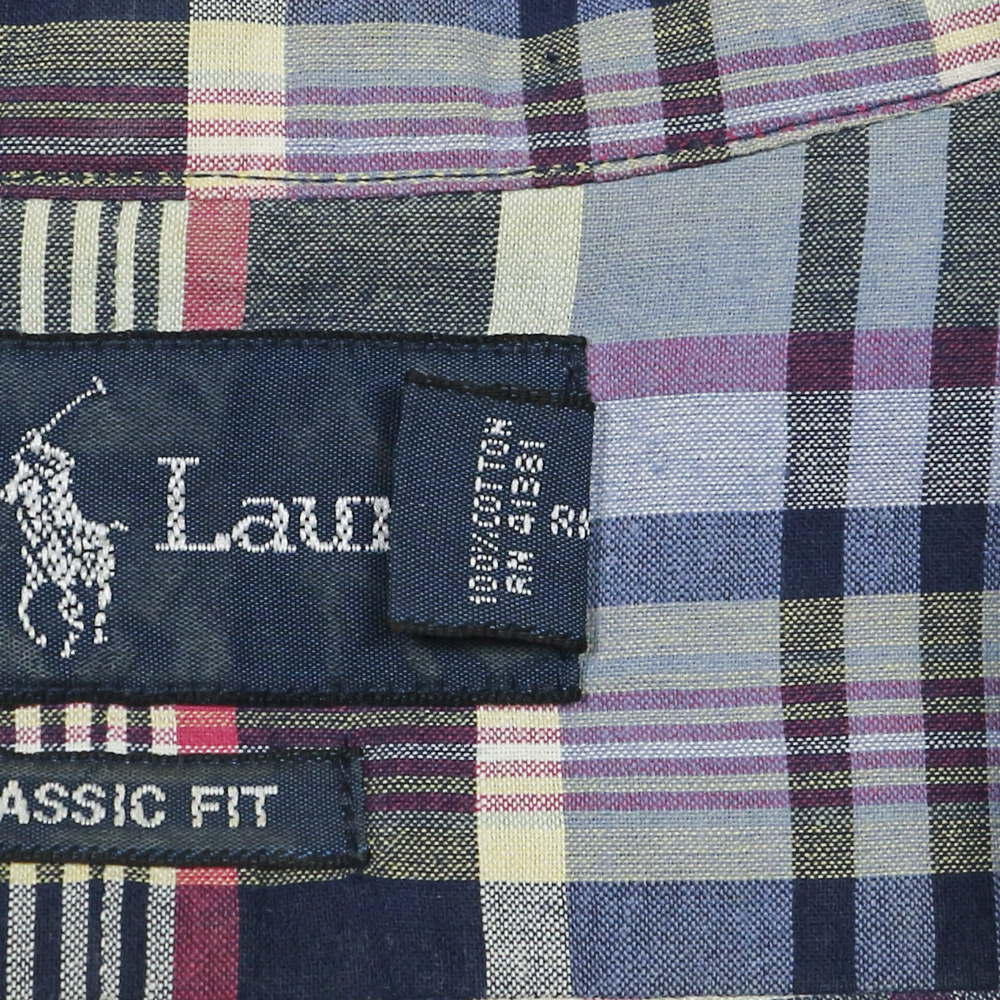 Laur
100%COTTON
RN 41381
ASSIC FIT